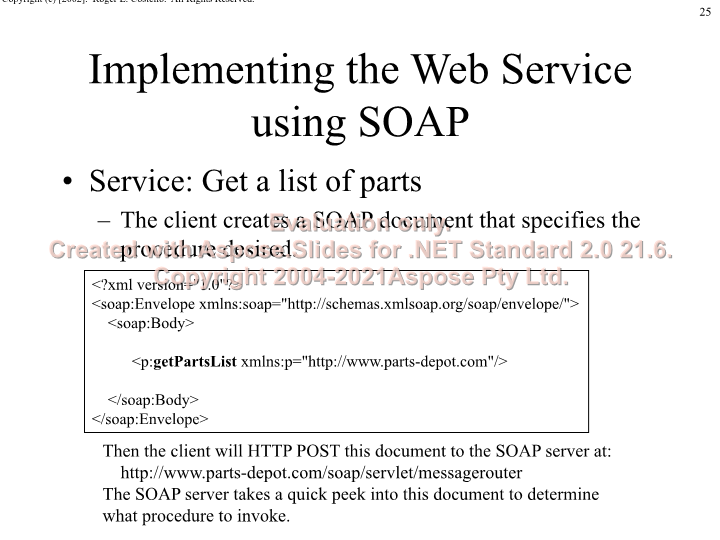 Copyright (c) [2002]. Roger L. Costello. All Rights Reserved.
25
Implementing the Web Service
using SOAP
• Service: Get a list of parts
– The client creates a SOAP document that specifies the
procedure desired.
Evaluation only.
Created with Aspose.Slides for .NET Standard 2.0 21.6.
Copyright 2004-2021Aspose Pty Ltd.
<?xml version="1.0"?>
<soap:Envelope xmlns:soap="http://schemas.xmlsoap.org/soap/envelope/">
<soap:Body>
<p:getPartsList xmlns:p="http://www.parts-depot.com"/>
</soap:Body>
</soap:Envelope>
Then the client will HTTP POST this document to the SOAP server at:
http://www.parts-depot.com/soap/servlet/messagerouter
The SOAP server takes a quick peek into this document to determine
what procedure to invoke.